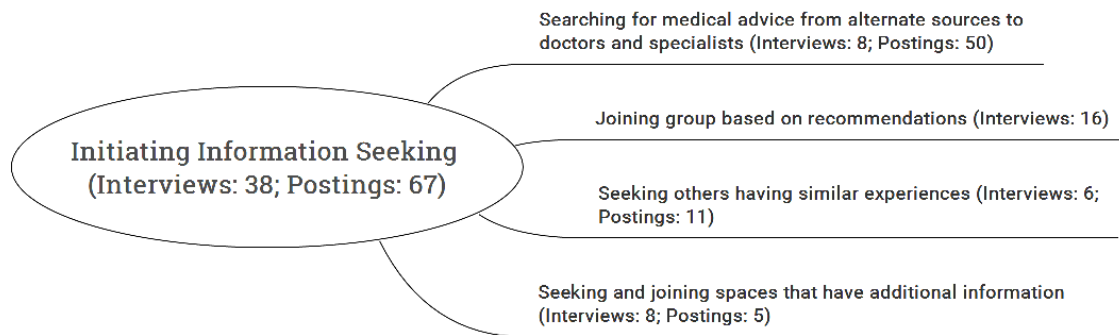 Searching for medical advice from alternate sources to
doctors and specialists (Interviews: 8; Postings: 50)
Initiating Information Seeking
(Interviews: 38; Postings: 67)
Joining group based on recommendations (Interviews: 16)
Seeking others having similar experiences (Interviews: 6;
Postings: 11)
Seeking and joining spaces that have additional information
(Interviews: 8; Postings: 5)